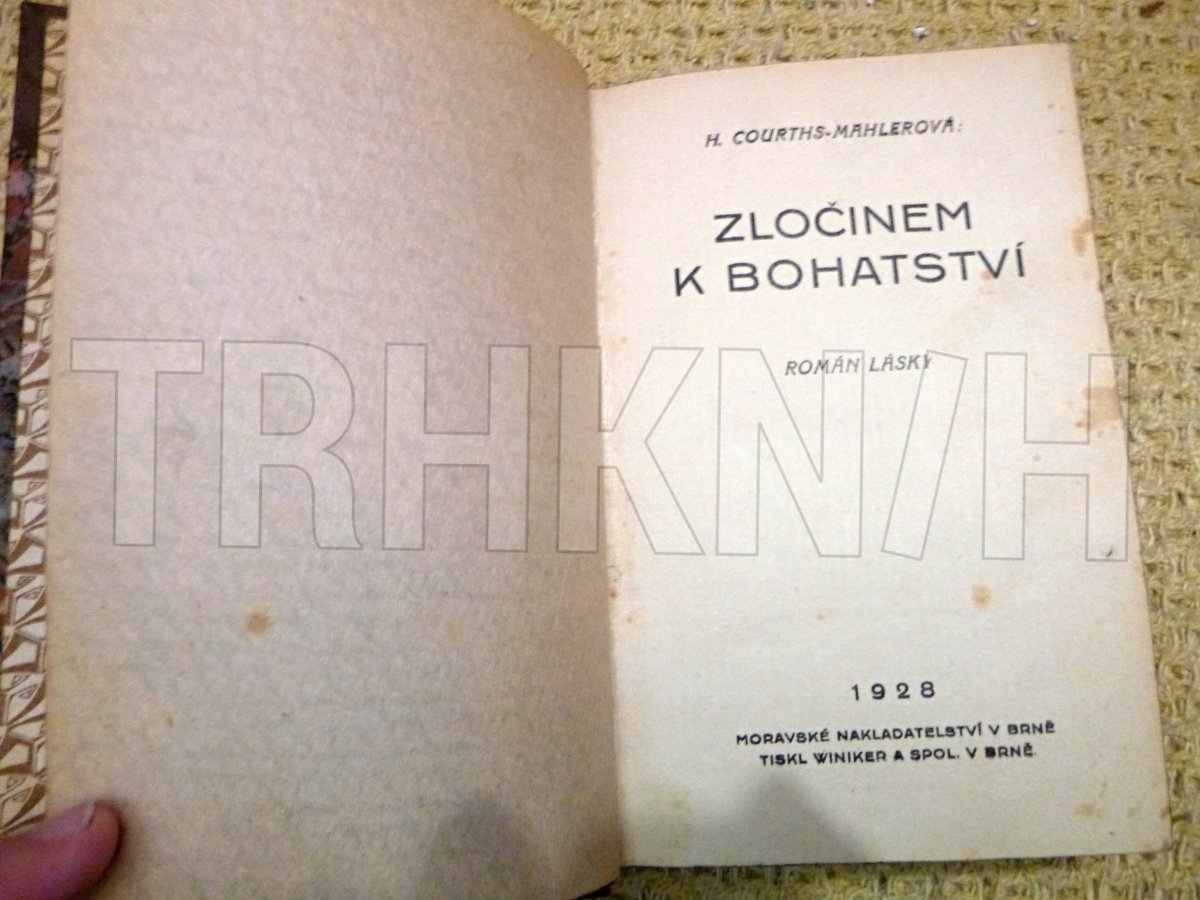 H. COURTHS-MAHLEROVÁ:
ZLOČINEM
K BOHATSTVÍ
ROMÁN LÁSKY
TRHKNIH
1928
MORAVSKÉ NAKLADATELSTVÍ V BRNĚ
TISKL WINIKER A SPOL. V BRNĚ.